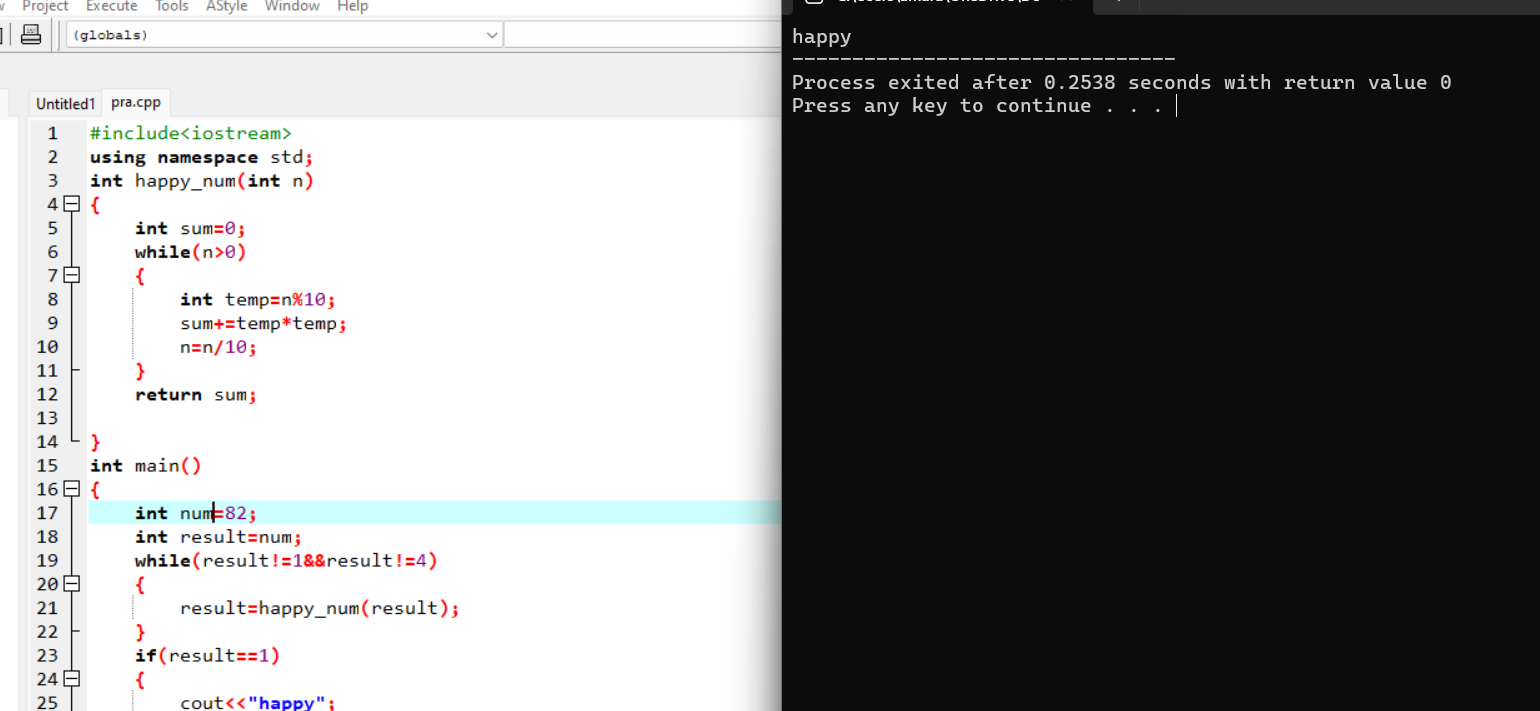 Project Execute Tools AStyle Window Help
(globals)
Untitled1 pra.cpp
1 #include<iostream>
2 using namespace std;
3 int happy_num(int n)
4 {
5 int sum=0;
6 while(n>0)
7 {
8 int temp=n%10;
9 sum+=temp*temp;
10 n=n/10;
11 }
12 return sum;
13
14 }
15 int main()
16 {
17 int num=82;
18 int result=num;
19 while(result!=1&&result!=4)
20 {
21 result=happy_num(result);
22 }
23 if(result==1)
24 {
25 cout<<"happy";
happy
--------------------------------
Process exited after 0.2538 seconds with return value 0
Press any key to continue . . .